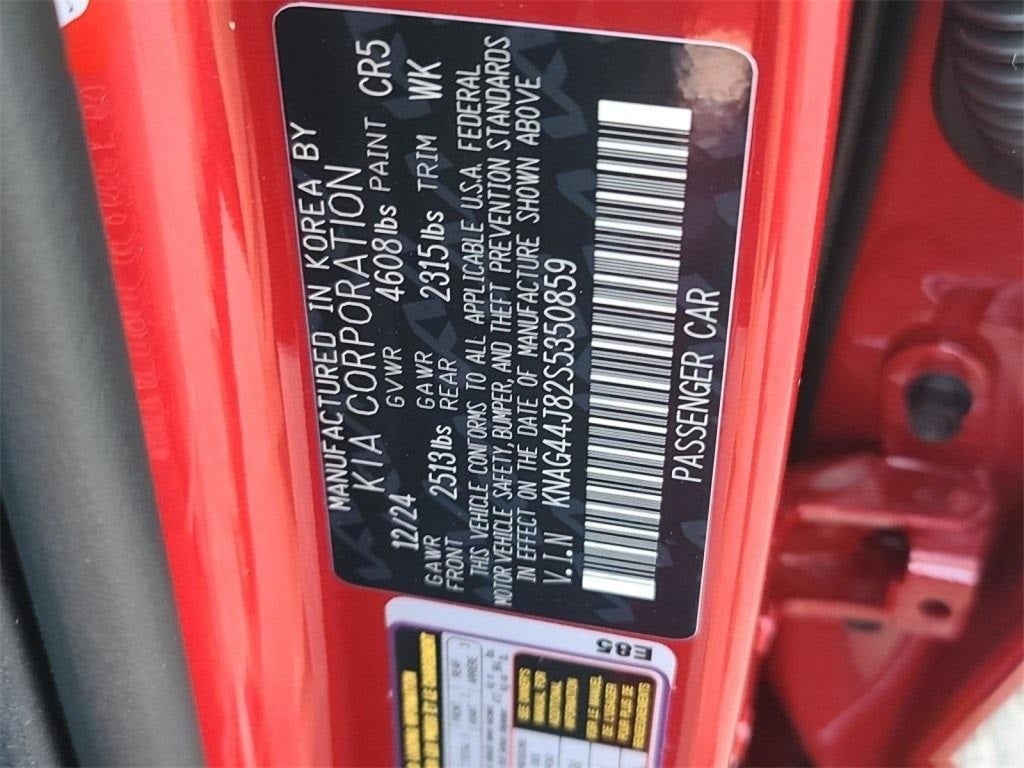 MANUFACTURED IN KOREA BY
KIA CORPORATION
12/24 GVWR 4608lbs PAINT CR5
GAWR FRONT 2513lbs GAWR REAR 2315lbs TRIM WK
THIS VEHICLE CONFORMS TO ALL APPLICABLE U.S.A. FEDERAL
MOTOR VEHICLE SAFETY, BUMPER, AND THEFT PREVENTION STANDARDS
IN EFFECT ON THE DATE OF MANUFACTURE SHOWN ABOVE
V.I.N KNAG44J82S5350859
PASSENGER CAR
E85